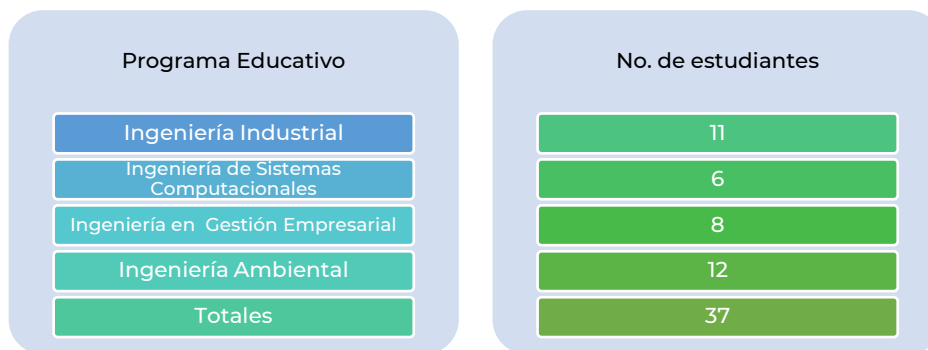 Programa Educativo
No. de estudiantes
Ingeniería Industrial
11
Ingeniería de Sistemas
Computacionales
6
Ingeniería en Gestión Empresarial
8
Ingeniería Ambiental
12
Totales
37